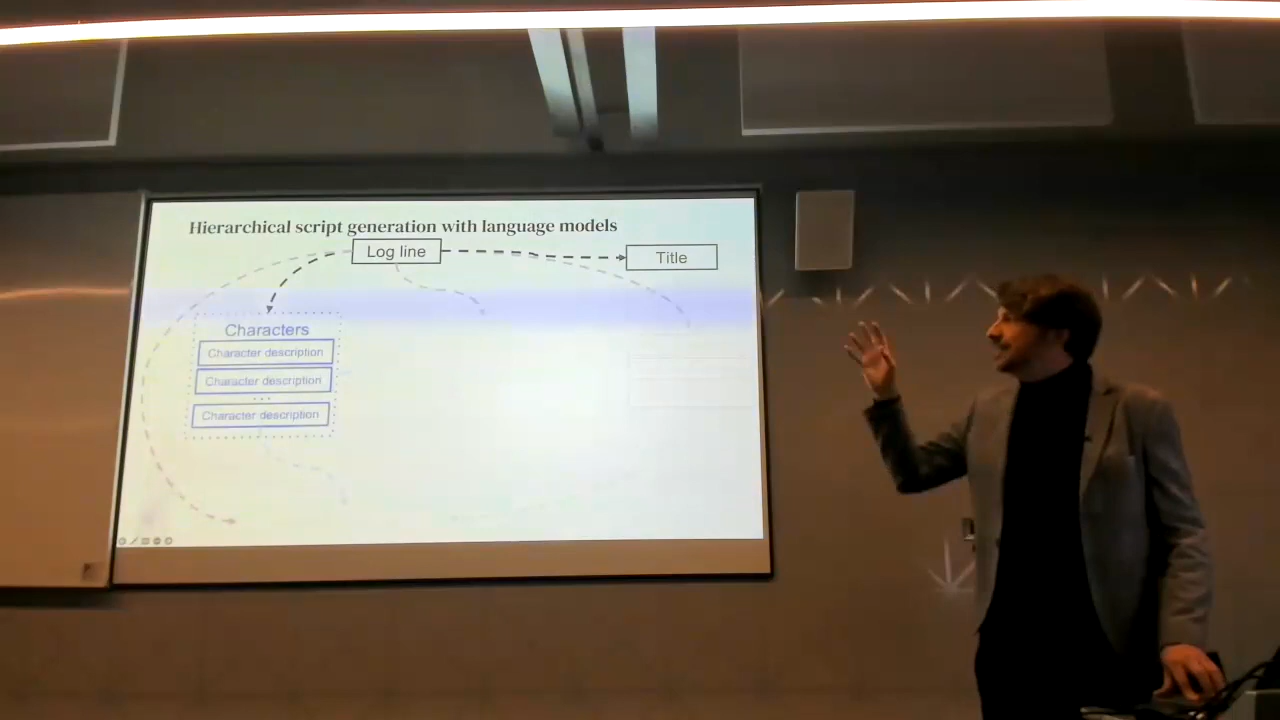 Hierarchical script generation with language models
Log line
Title
Characters
Character description
Character description
...
Character description